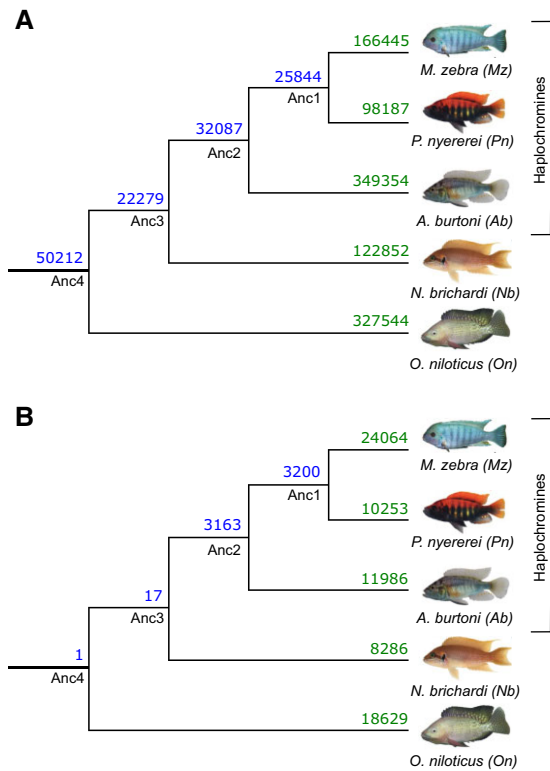 A
166445
M. zebra (Mz)
25844
Anc1
98187
P. nyererei (Pn)
32087
Anc2
349354
A. burtoni (Ab)
Haplochromines
22279
Anc3
122852
N. brichardi (Nb)
50212
Anc4
327544
O. niloticus (On)
B
24064
M. zebra (Mz)
3200
Anc1
10253
P. nyererei (Pn)
3163
Anc2
11986
A. burtoni (Ab)
Haplochromines
17
Anc3
8286
N. brichardi (Nb)
1
Anc4
18629
O. niloticus (On)